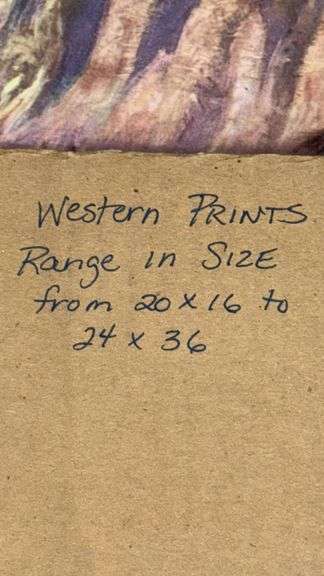 Western PRINTS
Range in SIZE
from 20 x 16 to
24 x 36